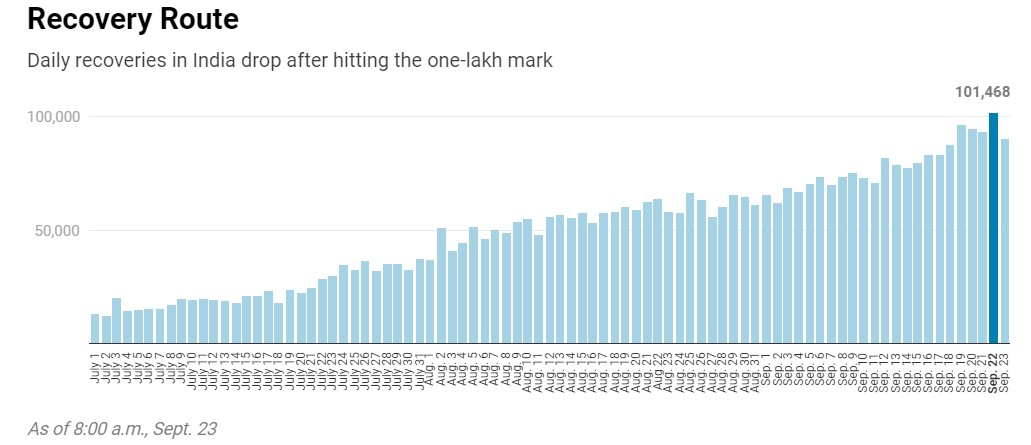 Recovery Route
Daily recoveries in India drop after hitting the one-lakh mark
101,468
100,000
50,000
July 1
July 2
July 3
July 4
July 5
July 6
July 7
July 8
July 9
July 10
July 11
July 12
July 13
July 14
July 15
July 16
July 17
July 18
July 19
July 20
July 21
July 22
July 23
July 24
July 25
July 26
July 27
July 28
July 29
July 30
July 31
Aug. 1
Aug. 2
Aug. 3
Aug. 4
Aug. 5
Aug. 6
Aug. 7
Aug. 8
Aug. 9
Aug. 10
Aug. 11
Aug. 12
Aug. 13
Aug. 14
Aug. 15
Aug. 16
Aug. 17
Aug. 18
Aug. 19
Aug. 20
Aug. 21
Aug 22
Aug. 23
Aug. 24
Aug. 25
Aug. 26
Aug. 27
Aug. 28
Aug. 29
Aug. 30
Aug. 31
Sep. 1
Sep. 2
Sep. 3
Sep. 4
Sep. 5
Sep. 6
Sep. 7
Sep. 8
Sep. 9
Sep. 10
Sep. 11
Sep. 12
Sep. 13
Sep. 14
Sep. 15
Sep. 16
Sep. 17
Sep. 18
Sep. 19
Sep. 20
Sep. 21
Sep. 22
Sep. 23
As of 8:00 a.m., Sept. 23